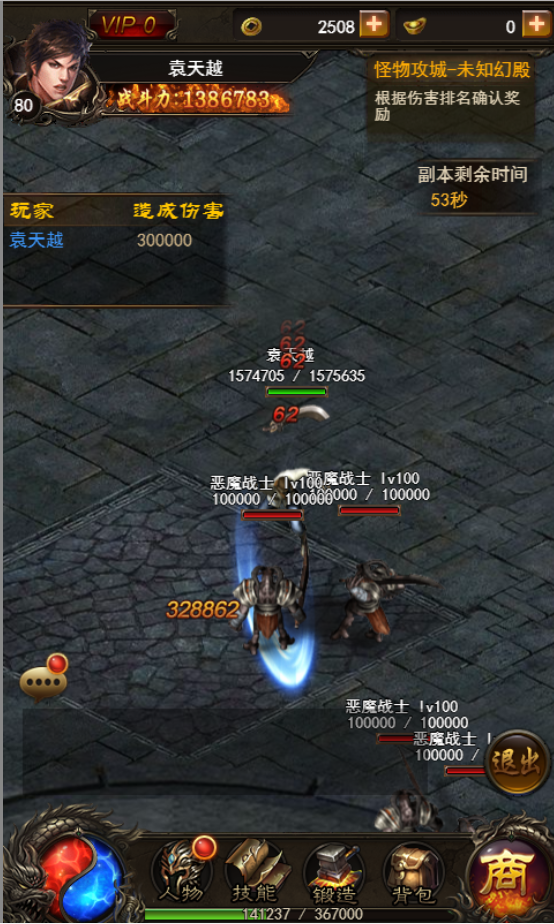 VIP 0
2508
0
袁天越
80
战斗力:1386783
怪物攻城-未知幻殿
根据伤害排名确认奖
励
副本剩余时间
53秒
玩家 造成伤害
袁天越 300000
62
62
袁天越
62
1574705 / 1575635
62
恶魔战士 lv100
100000 / 100000
恶魔战士 lv100
100000 / 100000
328862
恶魔战士 lv100
100000 / 100000
恶魔战士 l
100000 /
退出
人物
技能
锻造
背包
商
141237 / 367000